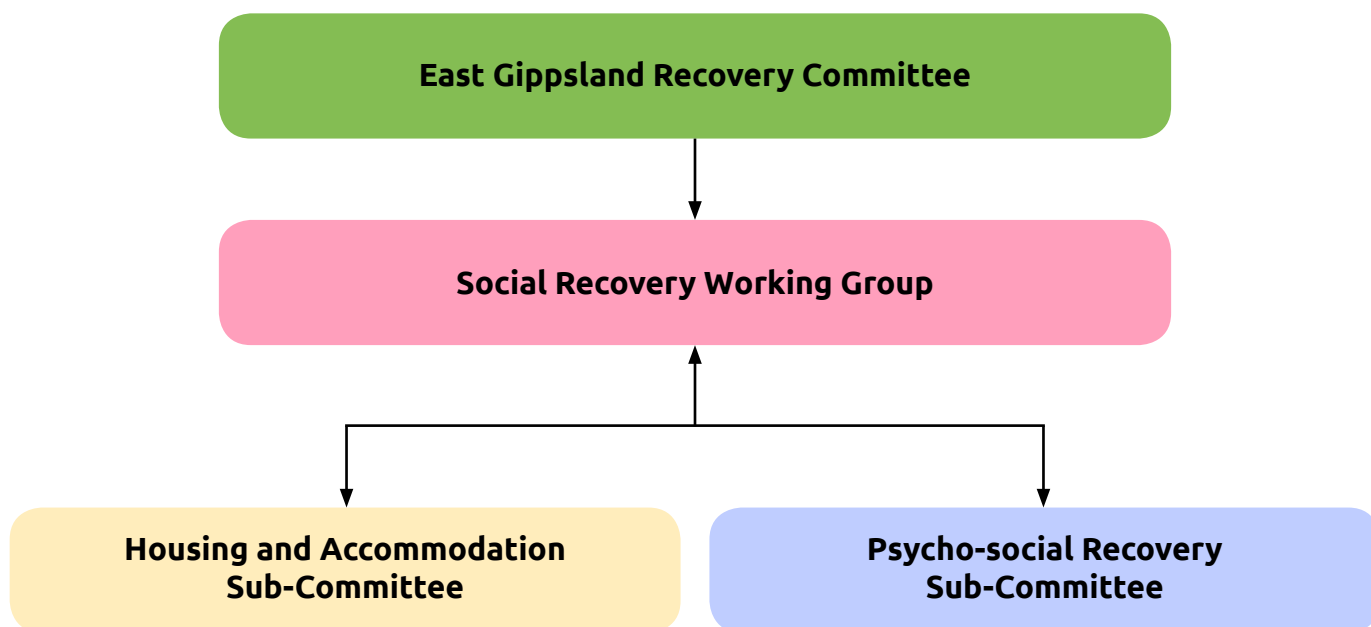 East Gippsland Recovery Committee
Social Recovery Working Group
Housing and Accommodation
Sub-Committee
Psycho-social Recovery
Sub-Committee